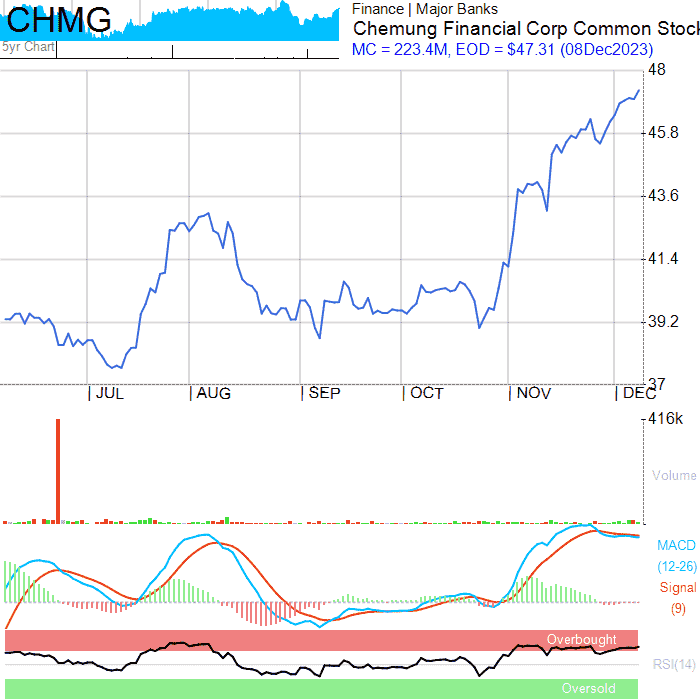 CHMG
5yr Chart
Finance | Major Banks
Chemung Financial Corp Common Stock
MC = 223.4M, EOD = $47.31 (08Dec2023)
48
45.8
43.6
41.4
39.2
37
JUL AUG SEP OCT NOV DEC
416k
Volume
MACD
(12-26)
Signal
(9)
Overbought
RSI(14)
Oversold